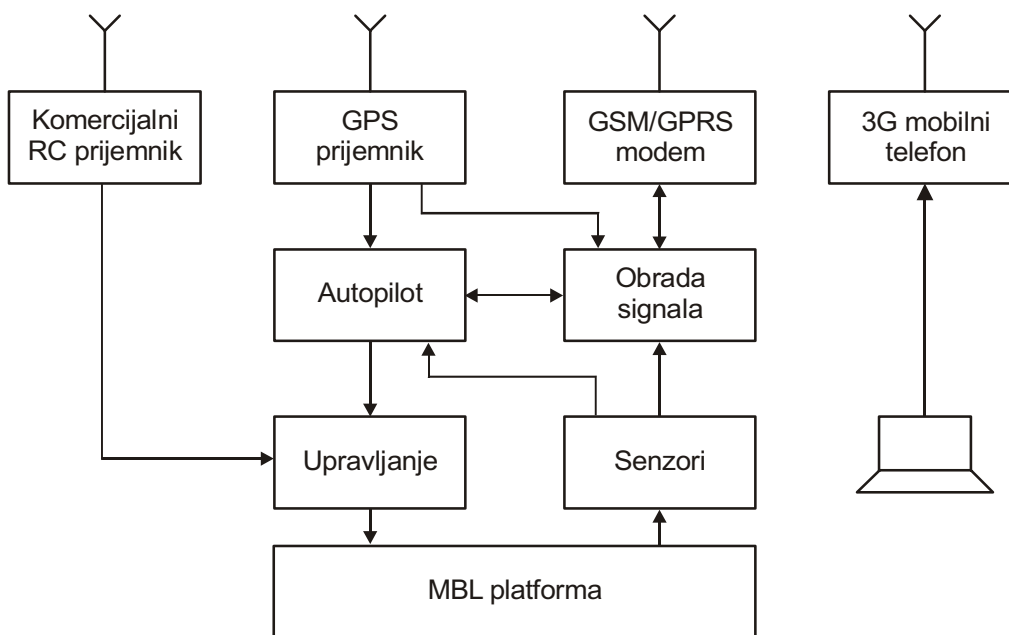 Komercijalni
RC prijemnik
GPS
prijemnik
GSM/GPRS
modem
3G mobilni
telefon
Autopilot
Obrada
signala
Upravljanje
Senzori
MBL platforma